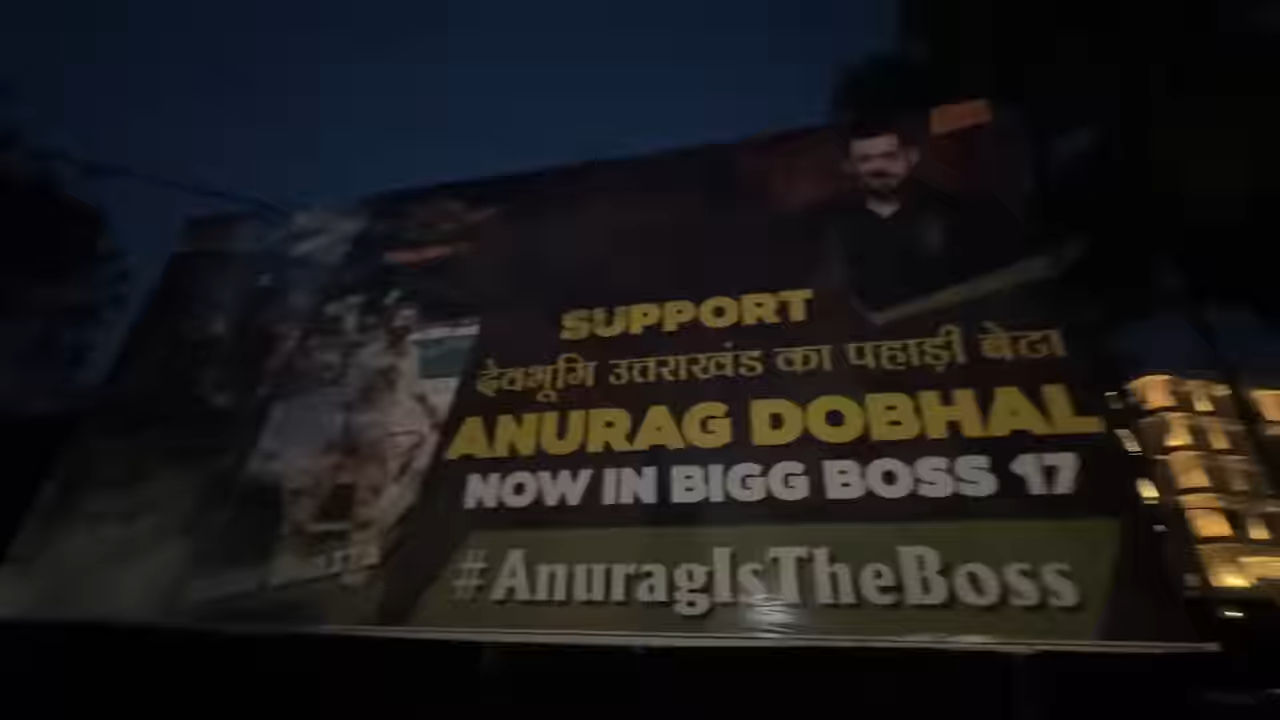 SUPPORT
देवभूमि उत्तराखंड का पहाड़ी बेटा
ANURAG DOBHAL
NOW IN BIGG BOSS 17
#AnuragIsTheBoss